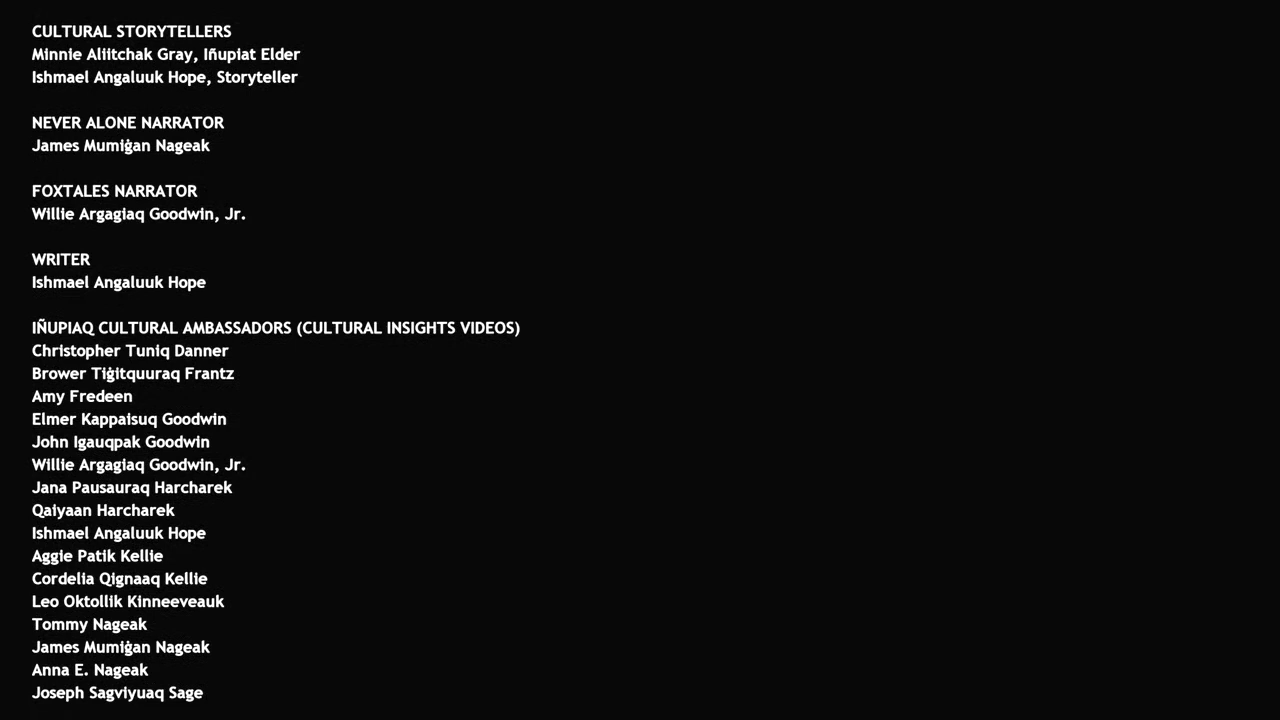 CULTURAL STORYTELLERS
Minnie Aliitchak Gray, Iñupiat Elder
Ishmael Angaluuk Hope, Storyteller
NEVER ALONE NARRATOR
James Mumiġan Nageak
FOXTALES NARRATOR
Willie Argagiaq Goodwin, Jr.
WRITER
Ishmael Angaluuk Hope
IÑUPIAQ CULTURAL AMBASSADORS (CULTURAL INSIGHTS VIDEOS)
Christopher Tuniq Danner
Brower Tiġitquuraq Frantz
Amy Fredeen
Elmer Kappaisuq Goodwin
John Igauqpak Goodwin
Willie Argagiaq Goodwin, Jr.
Jana Pausauraq Harcharek
Qaiyaan Harcharek
Ishmael Angaluuk Hope
Aggie Patik Kellie
Cordelia Qignaaq Kellie
Leo Oktollik Kinneeveauk
Tommy Nageak
James Mumiġan Nageak
Anna E. Nageak
Joseph Sagviyuaq Sage